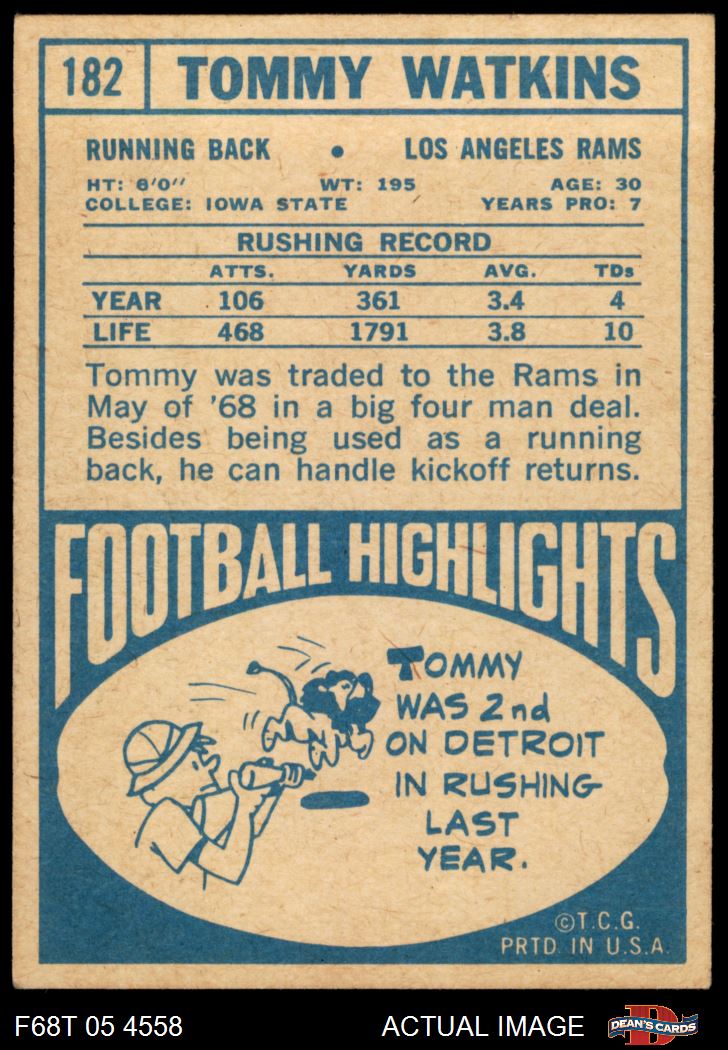 182 TOMMY WATKINS
RUNNING BACK • LOS ANGELES RAMS
HT: 6'0" WT: 195 AGE: 30
COLLEGE: IOWA STATE YEARS PRO: 7
RUSHING RECORD
ATTS. YARDS AVG. TDs
YEAR 106 361 3.4 4
LIFE 468 1791 3.8 10
Tommy was traded to the Rams in
May of '68 in a big four man deal.
Besides being used as a running
back, he can handle kickoff returns.
FOOTBALL HIGHLIGHTS
TOMMY
WAS 2nd
ON DETROIT
IN RUSHING
LAST
YEAR.
©T.C.G.
PRTD. IN U.S.A.
F68T 05 4558 ACTUAL IMAGE D DEAN'S CARDS